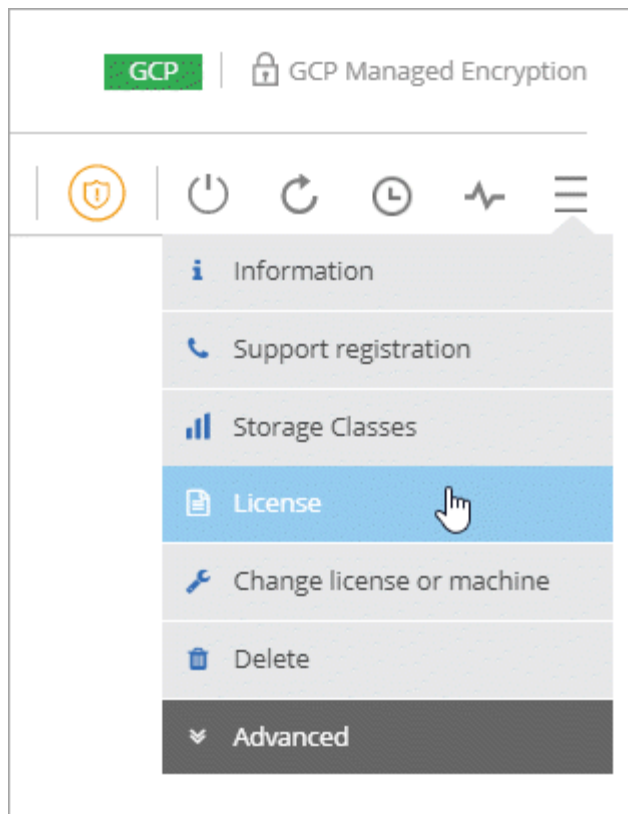 GCP
GCP Managed Encryption
Information
Support registration
Storage Classes
License
Change license or machine
Delete
Advanced